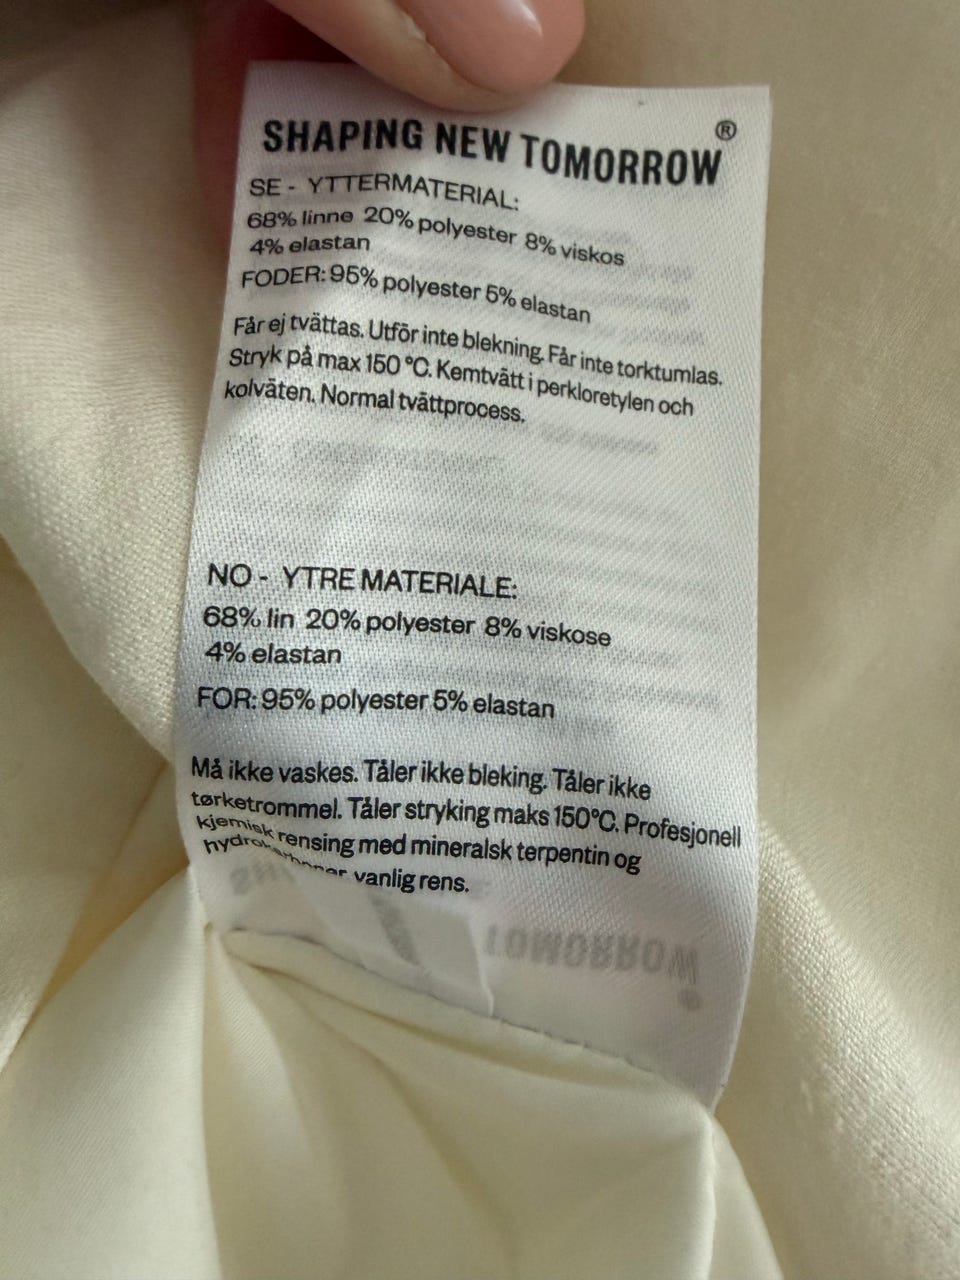 SHAPING NEW TOMORROW®
SE - YTTERMATERIAL:
68% linne 20% polyester 8% viskos
4% elastan
FODER: 95% polyester 5% elastan
Får ej tvättas. Utför inte blekning. Får inte torktumlas.
Stryk på max 150 °C. Kemtvätt i perkloretylen och
kolväten. Normal tvättprocess.
NO - YTRE MATERIALE:
68% lin 20% polyester 8% viskose
4% elastan
FOR: 95% polyester 5% elastan
Må ikke vaskes. Tåler ikke bleking. Tåler ikke
tørketrommel. Tåler stryking maks 150°C. Profesjonell
kjemisk rensing med mineralsk terpentin og
vanlig rens.
TOMORROW